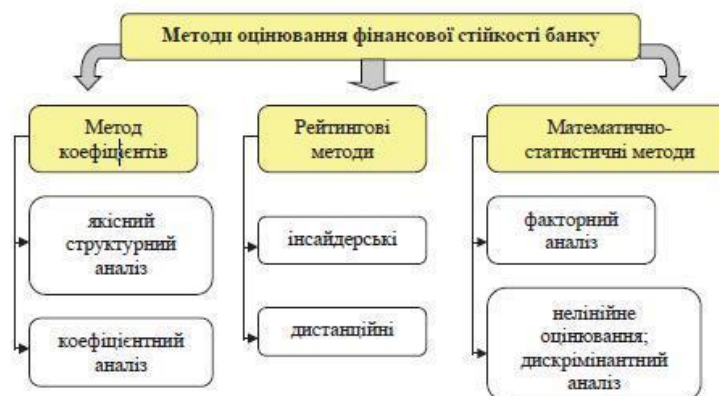 Методи оцінювання фінансової стійкості банку
Метод
коефіцієнтів
Рейтингові
методи
Математично-
статистичні методи
якісний
структурний
аналіз
коефіцієнтний
аналіз
інсайдерські
дистанційні
факторний
аналіз
нелінійне
оцінювання;
дискримінантний
аналіз